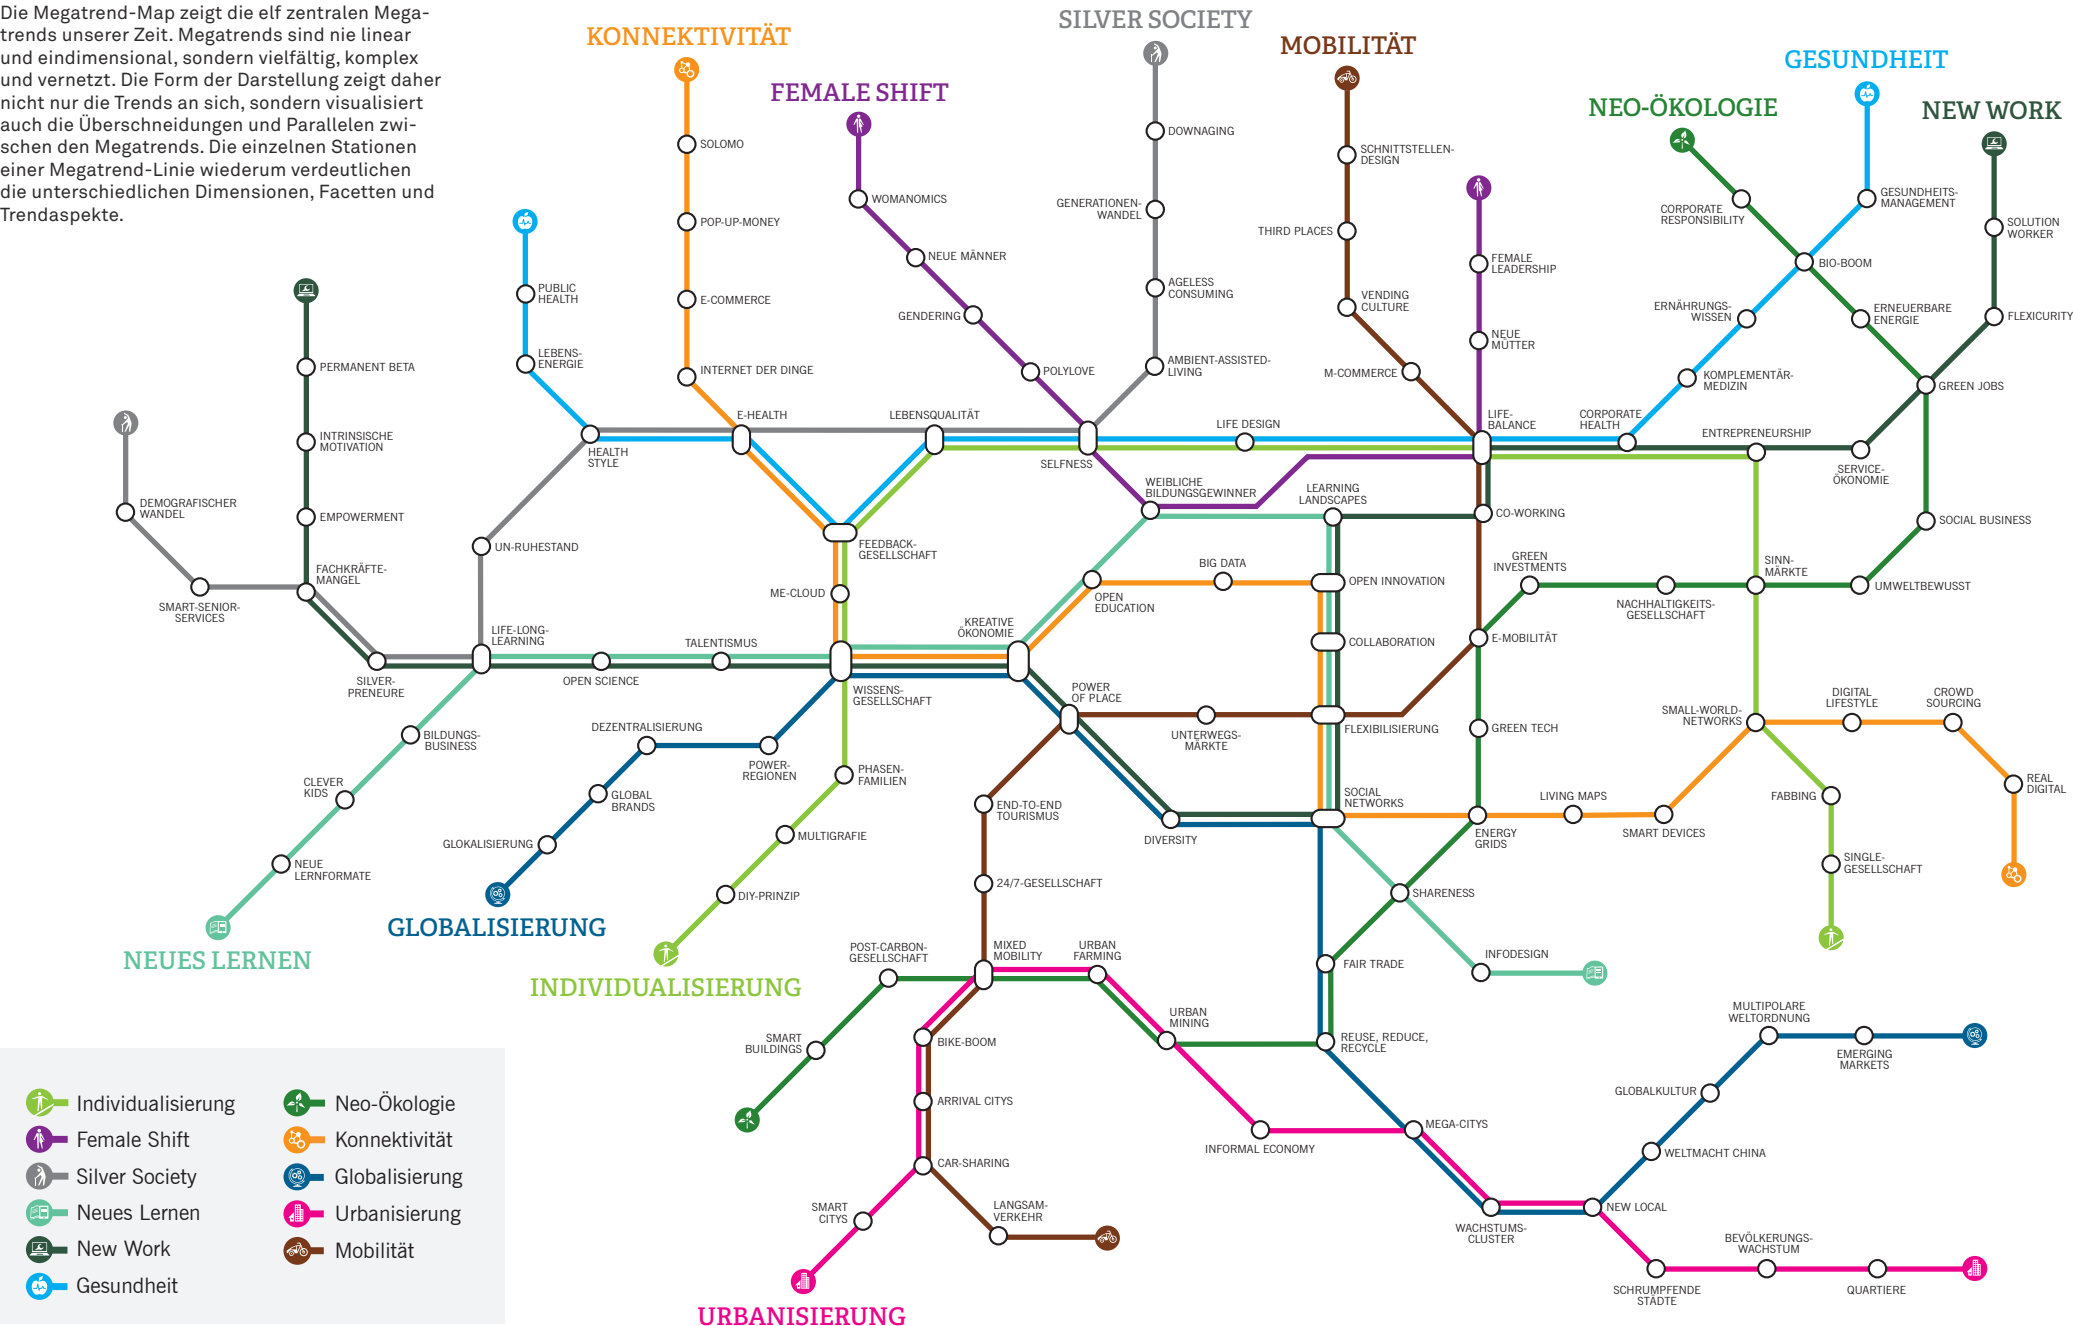 Die Megatrend-Map zeigt die elf zentralen Mega-
trends unserer Zeit. Megatrends sind nie linear
und eindimensional, sondern vielfältig, komplex
und vernetzt. Die Form der Darstellung zeigt daher
nicht nur die Trends an sich, sondern visualisiert
auch die Überschneidungen und Parallelen zwi-
schen den Megatrends. Die einzelnen Stationen
einer Megatrend-Linie wiederum verdeutlichen
die unterschiedlichen Dimensionen, Facetten und
Trendaspekte.
KONNEKTIVITÄT
SILVER SOCIETY
MOBILITÄT
GESUNDHEIT
FEMALE SHIFT
NEO-ÖKOLOGIE
NEW WORK
SOLOMO
POP-UP-MONEY
E-COMMERCE
INTERNET DER DINGE
E-HEALTH
WOMANOMICS
NEUE MÄNNER
GENDERING
POLYLOVE
DOWNAGING
GENERATIONEN-
WANDEL
AGELESS
CONSUMING
AMBIENT-ASSISTED-
LIVING
SCHNITTSTELLEN-
DESIGN
THIRD PLACES
VENDING
CULTURE
M-COMMERCE
FEMALE
LEADERSHIP
NEUE
MÜTTER
LIFE-
BALANCE
CORPORATE
RESPONSIBILITY
GESUNDHEITS-
MANAGEMENT
SOLUTION
WORKER
BIO-BOOM
ERNÄHRUNGS-
WISSEN
ERNEUERBARE
ENERGIE
FLEXICURITY
KOMPLEMENTÄR-
MEDIZIN
GREEN JOBS
CORPORATE
HEALTH
ENTREPRENEURSHIP
SERVICE-
ÖKONOMIE
PUBLIC
HEALTH
LEBENS-
ENERGIE
HEALTH
STYLE
LEBENSQUALITÄT
SELFNESS
LIFE DESIGN
PERMANENT BETA
INTRINSISCHE
MOTIVATION
EMPOWERMENT
FACHKRÄFTE-
MANGEL
DEMOGRAFISCHER
WANDEL
SMART-SENIOR-
SERVICES
UN-RUHESTAND
LIFE-LONG-
LEARNING
SILVER-
PRENEURE
OPEN SCIENCE
TALENTISMUS
FEEDBACK-
GESELLSCHAFT
ME-CLOUD
WISSENS-
GESELLSCHAFT
KREATIVE
ÖKONOMIE
WEIBLICHE
BILDUNGSGEWINNER
LEARNING
LANDSCAPES
CO-WORKING
OPEN
EDUCATION
BIG DATA
OPEN INNOVATION
COLLABORATION
GREEN
INVESTMENTS
NACHHALTIGKEITS-
GESELLSCHAFT
SINN-
MÄRKTE
UMWELTBEWUSST
SOCIAL BUSINESS
E-MOBILITÄT
POWER
OF PLACE
UNTERWEGS-
MÄRKTE
FLEXIBILISIERUNG
GREEN TECH
SMALL-WORLD-
NETWORKS
DIGITAL
LIFESTYLE
CROWD
SOURCING
REAL
DIGITAL
BILDUNGS-
BUSINESS
CLEVER
KIDS
NEUE
LERNFORMATE
NEUES LERNEN
DEZENTRALISIERUNG
POWER-
REGIONEN
GLOBAL
BRANDS
GLOKALISIERUNG
GLOBALISIERUNG
PHASEN-
FAMILIEN
MULTIGRAFIE
DIY-PRINZIP
INDIVIDUALISIERUNG
END-TO-END
TOURISMUS
24/7-GESELLSCHAFT
DIVERSITY
SOCIAL
NETWORKS
ENERGY
GRIDS
LIVING MAPS
SMART DEVICES
FABBING
SINGLE-
GESELLSCHAFT
SHARENESS
INFODESIGN
FAIR TRADE
POST-CARBON-
GESELLSCHAFT
MIXED
MOBILITY
URBAN
FARMING
URBAN
MINING
REUSE, REDUCE,
RECYCLE
SMART
BUILDINGS
BIKE-BOOM
ARRIVAL CITYS
CAR-SHARING
SMART
CITYS
LANGSAM-
VERKEHR
URBANISIERUNG
INFORMAL ECONOMY
MEGA-CITYS
WACHSTUMS-
CLUSTER
NEW LOCAL
WELTMACHT CHINA
GLOBALKULTUR
MULTIPOLARE
WELTORDNUNG
EMERGING
MARKETS
SCHRUMPFENDE
STÄDTE
BEVÖLKERUNGS-
WACHSTUM
QUARTIERE
Individualisierung
Female Shift
Silver Society
Neues Lernen
New Work
Gesundheit
Neo-Ökologie
Konnektivität
Globalisierung
Urbanisierung
Mobilität